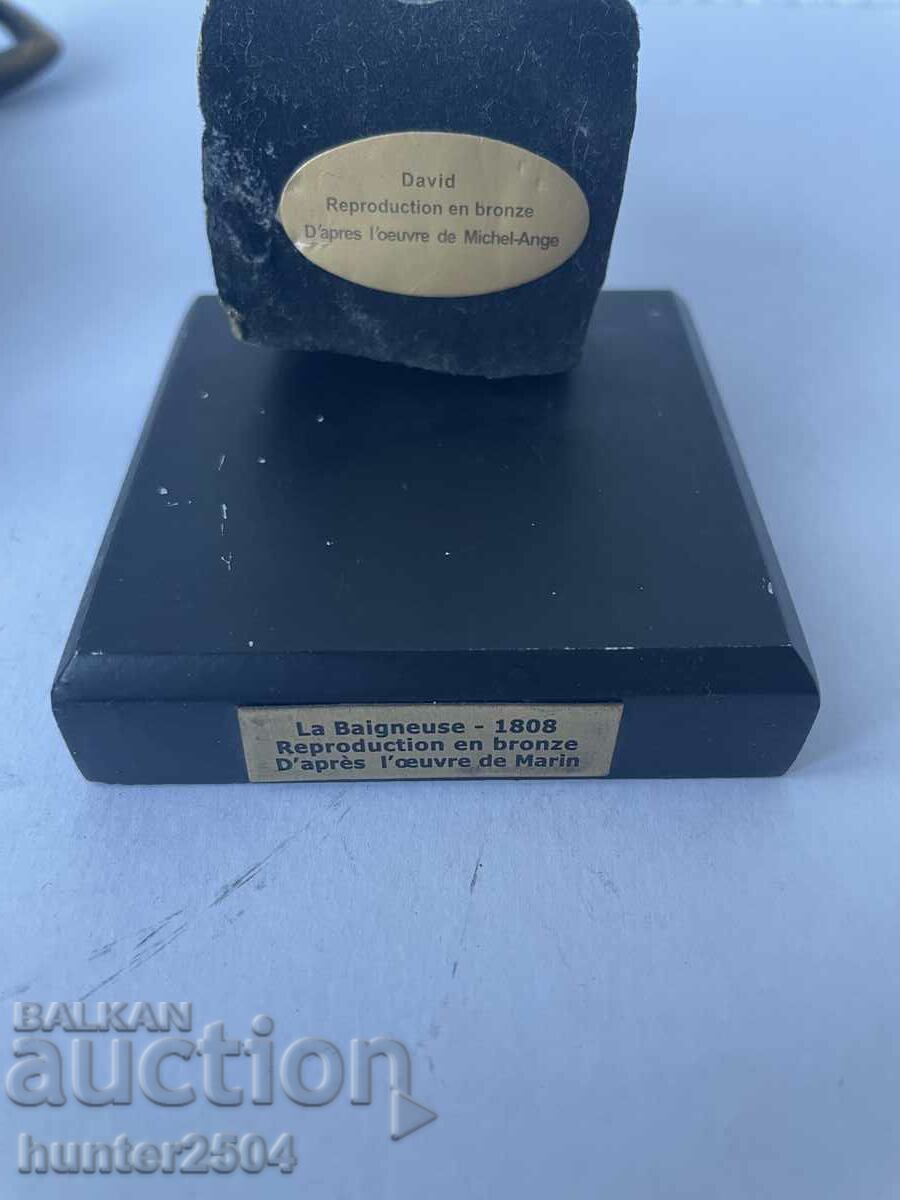 David
Reproduction en bronze
D'apres l'oeuvre de Michel-Ange
La Baigneuse - 1808
Reproduction en bronze
D'après l'œuvre de Marin
BALKAN
auction
hunter2504